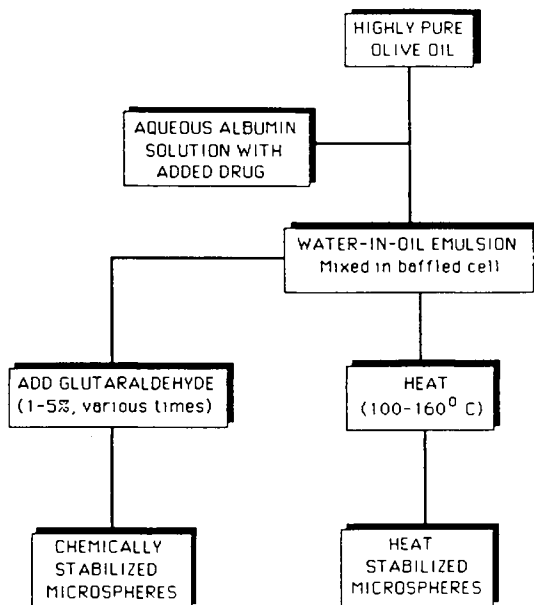 HIGHLY PURE
OLIVE OIL
AQUEOUS ALBUMIN
SOLUTION WITH
ADDED DRUG
WATER-IN-OIL EMULSION
Mixed in baffled cell
ADD GLUTARALDEHYDE
(1-5%, various times)
HEAT
(100-160⁰ C)
CHEMICALLY
STABILIZED
MICROSPHERES
HEAT
STABILIZED
MICROSPHERES